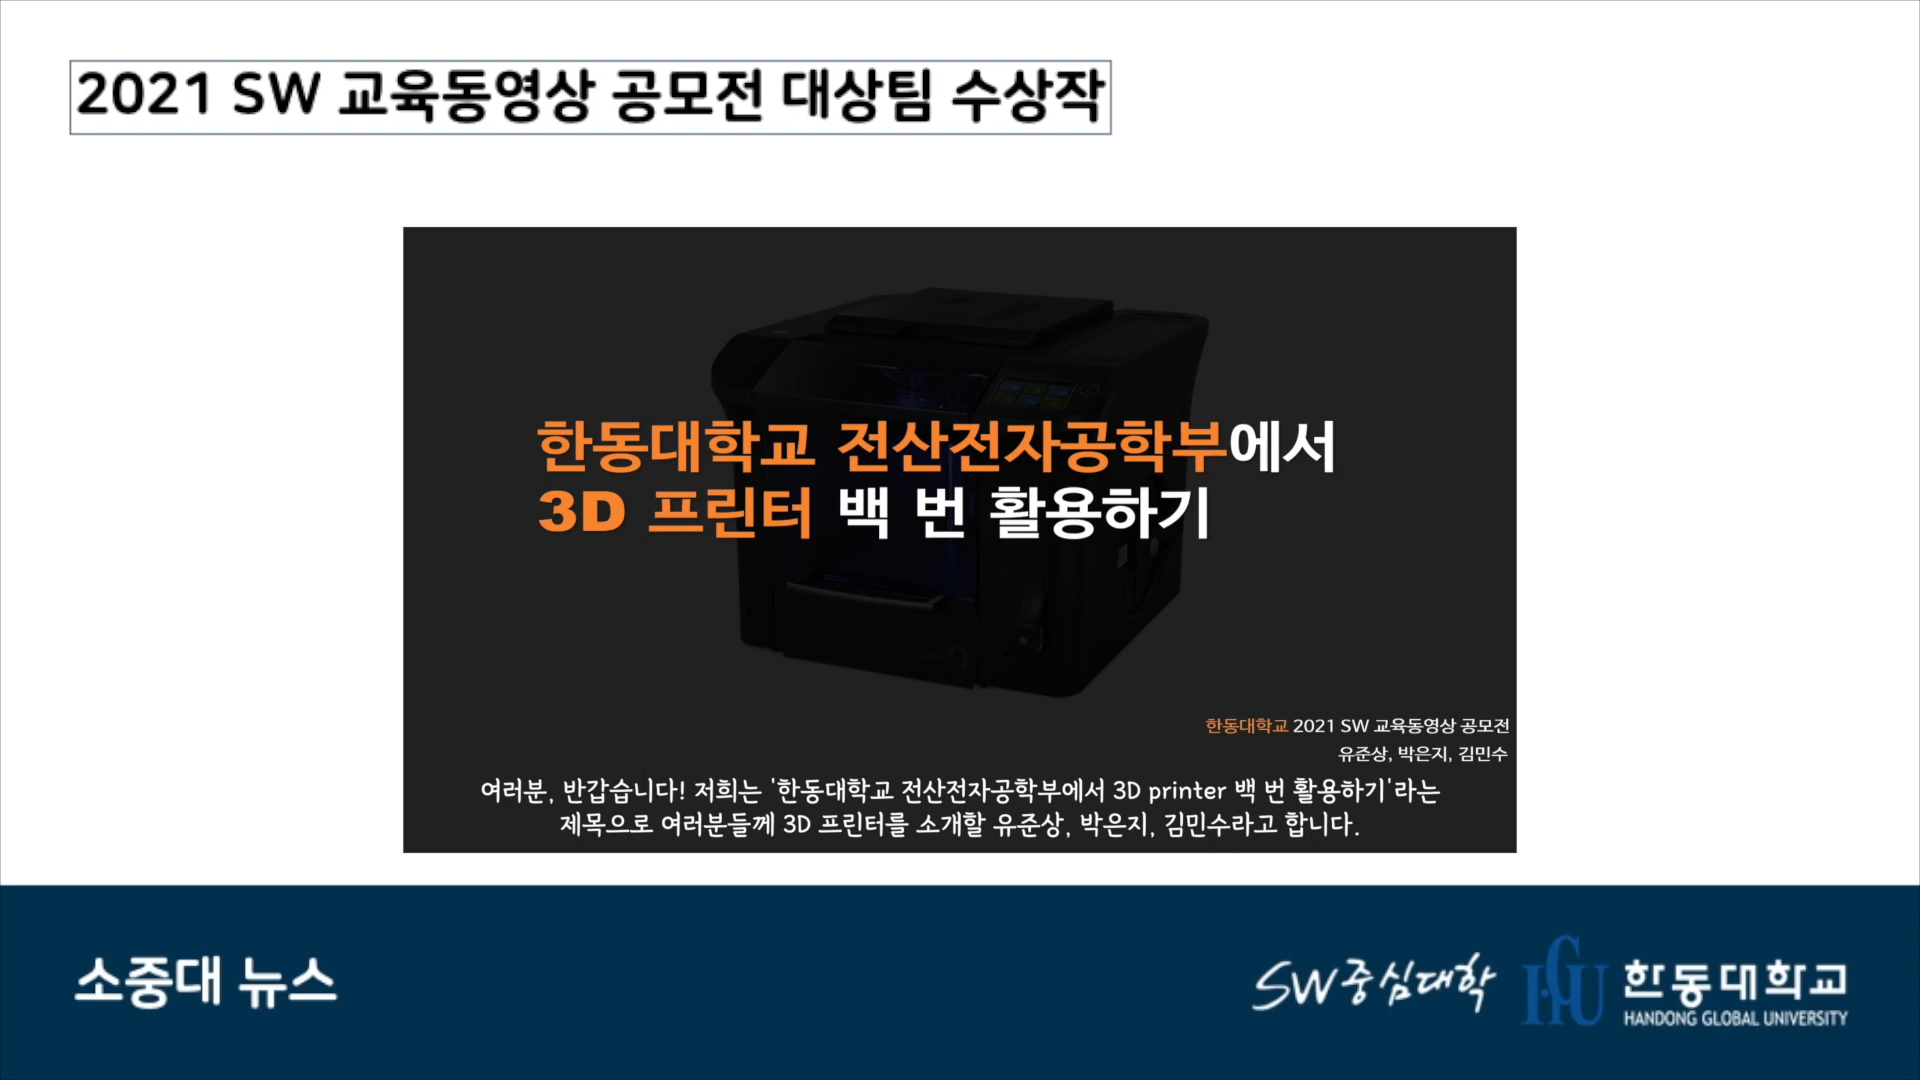 2021 SW 교육동영상 공모전 대상팀 수상작
한동대학교 전산전자공학부에서
3D 프린터 백 번 활용하기
한동대학교 2021 SW 교육동영상 공모전
유준상, 박은지, 김민수
여러분, 반갑습니다! 저희는 '한동대학교 전산전자공학부에서 3D printer 백 번 활용하기'라는
제목으로 여러분들께 3D 프린터를 소개할 유준상, 박은지, 김민수라고 합니다.
소중대 뉴스
SW중심대학
HGU
한동대학교
HANDONG GLOBAL UNIVERSITY